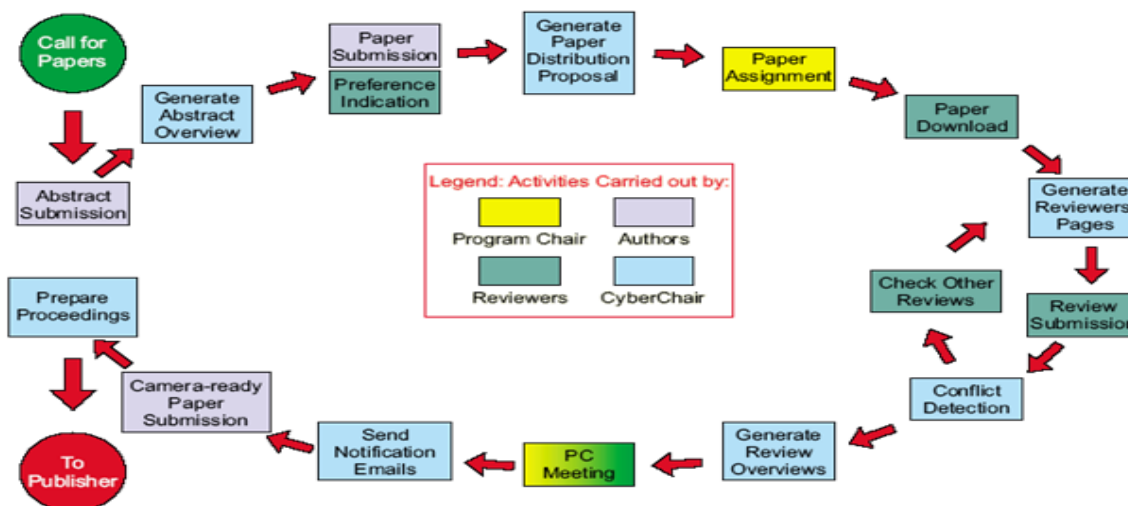 Call for
Papers
Abstract
Submission
Generate
Abstract
Overview
Paper
Submission
Preference
Indication
Generate
Paper
Distribution
Proposal
Paper
Assignment
Paper
Download
Generate
Reviewers
Pages
Review
Submission
Conflict
Detection
Check Other
Reviews
Generate
Review
Overviews
PC
Meeting
Send
Notification
Emails
Camera-ready
Paper
Submission
Prepare
Proceedings
To
Publisher
Legend: Activities Carried out by:
Program Chair
Authors
Reviewers
CyberChair